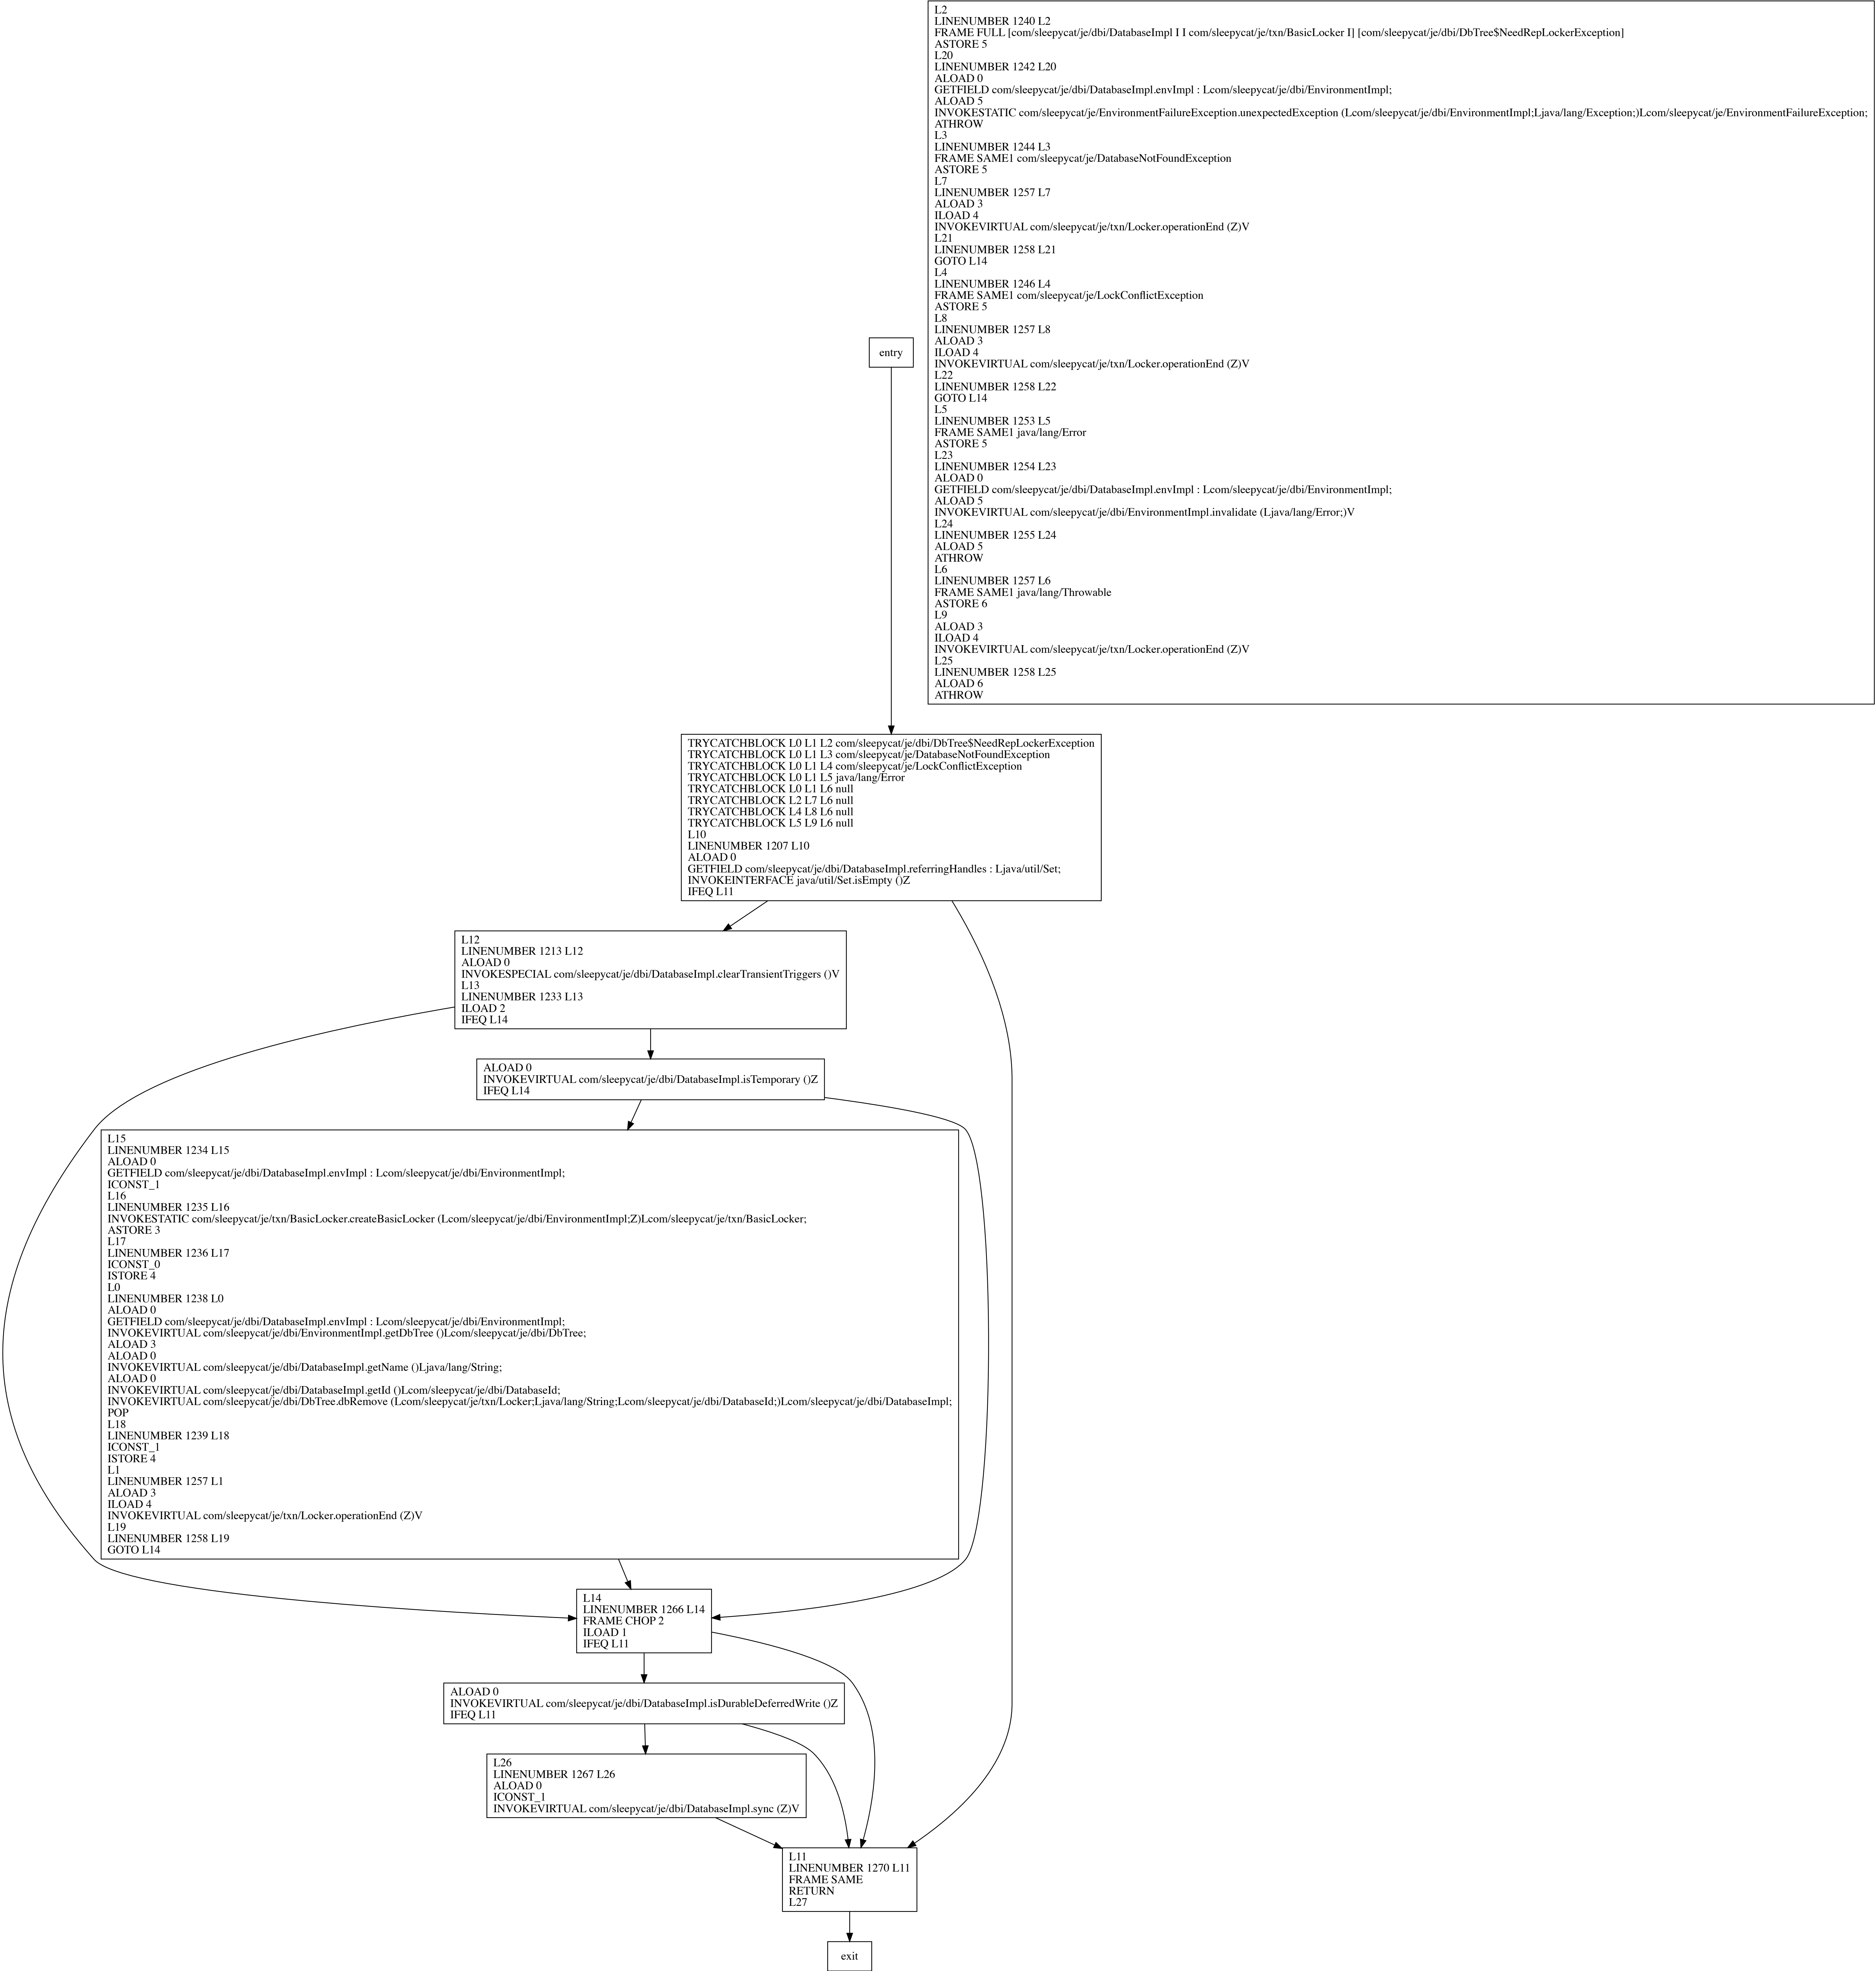 L2
LINENUMBER 1240 L2
FRAME FULL [com/sleepycat/je/dbi/DatabaseImpl I I com/sleepycat/je/txn/BasicLocker I] [com/sleepycat/je/dbi/DbTree$NeedRepLockerException]
ASTORE 5
L20
LINENUMBER 1242 L20
ALOAD 0
GETFIELD com/sleepycat/je/dbi/DatabaseImpl.envImpl : Lcom/sleepycat/je/dbi/EnvironmentImpl;
ALOAD 5
INVOKESTATIC com/sleepycat/je/EnvironmentFailureException.unexpectedException (Lcom/sleepycat/je/dbi/EnvironmentImpl;Ljava/lang/Exception;)Lcom/sleepycat/je/EnvironmentFailureException;
ATHROW
L3
LINENUMBER 1244 L3
FRAME SAME1 com/sleepycat/je/DatabaseNotFoundException
ASTORE 5
L7
LINENUMBER 1257 L7
ALOAD 3
ILOAD 4
INVOKEVIRTUAL com/sleepycat/je/txn/Locker.operationEnd (Z)V
L21
LINENUMBER 1258 L21
GOTO L14
L4
LINENUMBER 1246 L4
FRAME SAME1 com/sleepycat/je/LockConflictException
ASTORE 5
L8
LINENUMBER 1257 L8
ALOAD 3
ILOAD 4
INVOKEVIRTUAL com/sleepycat/je/txn/Locker.operationEnd (Z)V
L22
LINENUMBER 1258 L22
GOTO L14
L5
LINENUMBER 1253 L5
FRAME SAME1 java/lang/Error
ASTORE 5
L23
LINENUMBER 1254 L23
ALOAD 0
GETFIELD com/sleepycat/je/dbi/DatabaseImpl.envImpl : Lcom/sleepycat/je/dbi/EnvironmentImpl;
ALOAD 5
INVOKEVIRTUAL com/sleepycat/je/dbi/EnvironmentImpl.invalidate (Ljava/lang/Error;)V
L24
LINENUMBER 1255 L24
ALOAD 5
ATHROW
L6
LINENUMBER 1257 L6
FRAME SAME1 java/lang/Throwable
ASTORE 6
L9
ALOAD 3
ILOAD 4
INVOKEVIRTUAL com/sleepycat/je/txn/Locker.operationEnd (Z)V
L25
LINENUMBER 1258 L25
ALOAD 6
ATHROW
entry
TRYCATCHBLOCK L0 L1 L2 com/sleepycat/je/dbi/DbTree$NeedRepLockerException
TRYCATCHBLOCK L0 L1 L3 com/sleepycat/je/DatabaseNotFoundException
TRYCATCHBLOCK L0 L1 L4 com/sleepycat/je/LockConflictException
TRYCATCHBLOCK L0 L1 L5 java/lang/Error
TRYCATCHBLOCK L0 L1 L6 null
TRYCATCHBLOCK L2 L7 L6 null
TRYCATCHBLOCK L4 L8 L6 null
TRYCATCHBLOCK L5 L9 L6 null
L10
LINENUMBER 1207 L10
ALOAD 0
GETFIELD com/sleepycat/je/dbi/DatabaseImpl.referringHandles : Ljava/util/Set;
INVOKEINTERFACE java/util/Set.isEmpty ()Z
IFEQ L11
L12
LINENUMBER 1213 L12
ALOAD 0
INVOKESPECIAL com/sleepycat/je/dbi/DatabaseImpl.clearTransientTriggers ()V
L13
LINENUMBER 1233 L13
ILOAD 2
IFEQ L14
ALOAD 0
INVOKEVIRTUAL com/sleepycat/je/dbi/DatabaseImpl.isTemporary ()Z
IFEQ L14
L15
LINENUMBER 1234 L15
ALOAD 0
GETFIELD com/sleepycat/je/dbi/DatabaseImpl.envImpl : Lcom/sleepycat/je/dbi/EnvironmentImpl;
ICONST_1
L16
LINENUMBER 1235 L16
INVOKESTATIC com/sleepycat/je/txn/BasicLocker.createBasicLocker (Lcom/sleepycat/je/dbi/EnvironmentImpl;Z)Lcom/sleepycat/je/txn/BasicLocker;
ASTORE 3
L17
LINENUMBER 1236 L17
ICONST_0
ISTORE 4
L0
LINENUMBER 1238 L0
ALOAD 0
GETFIELD com/sleepycat/je/dbi/DatabaseImpl.envImpl : Lcom/sleepycat/je/dbi/EnvironmentImpl;
INVOKEVIRTUAL com/sleepycat/je/dbi/EnvironmentImpl.getDbTree ()Lcom/sleepycat/je/dbi/DbTree;
ALOAD 3
ALOAD 0
INVOKEVIRTUAL com/sleepycat/je/dbi/DatabaseImpl.getName ()Ljava/lang/String;
ALOAD 0
INVOKEVIRTUAL com/sleepycat/je/dbi/DatabaseImpl.getId ()Lcom/sleepycat/je/dbi/DatabaseId;
INVOKEVIRTUAL com/sleepycat/je/dbi/DbTree.dbRemove (Lcom/sleepycat/je/txn/Locker;Ljava/lang/String;Lcom/sleepycat/je/dbi/DatabaseId;)Lcom/sleepycat/je/dbi/DatabaseImpl;
POP
L18
LINENUMBER 1239 L18
ICONST_1
ISTORE 4
L1
LINENUMBER 1257 L1
ALOAD 3
ILOAD 4
INVOKEVIRTUAL com/sleepycat/je/txn/Locker.operationEnd (Z)V
L19
LINENUMBER 1258 L19
GOTO L14
L14
LINENUMBER 1266 L14
FRAME CHOP 2
ILOAD 1
IFEQ L11
ALOAD 0
INVOKEVIRTUAL com/sleepycat/je/dbi/DatabaseImpl.isDurableDeferredWrite ()Z
IFEQ L11
L26
LINENUMBER 1267 L26
ALOAD 0
ICONST_1
INVOKEVIRTUAL com/sleepycat/je/dbi/DatabaseImpl.sync (Z)V
L11
LINENUMBER 1270 L11
FRAME SAME
RETURN
L27
exit